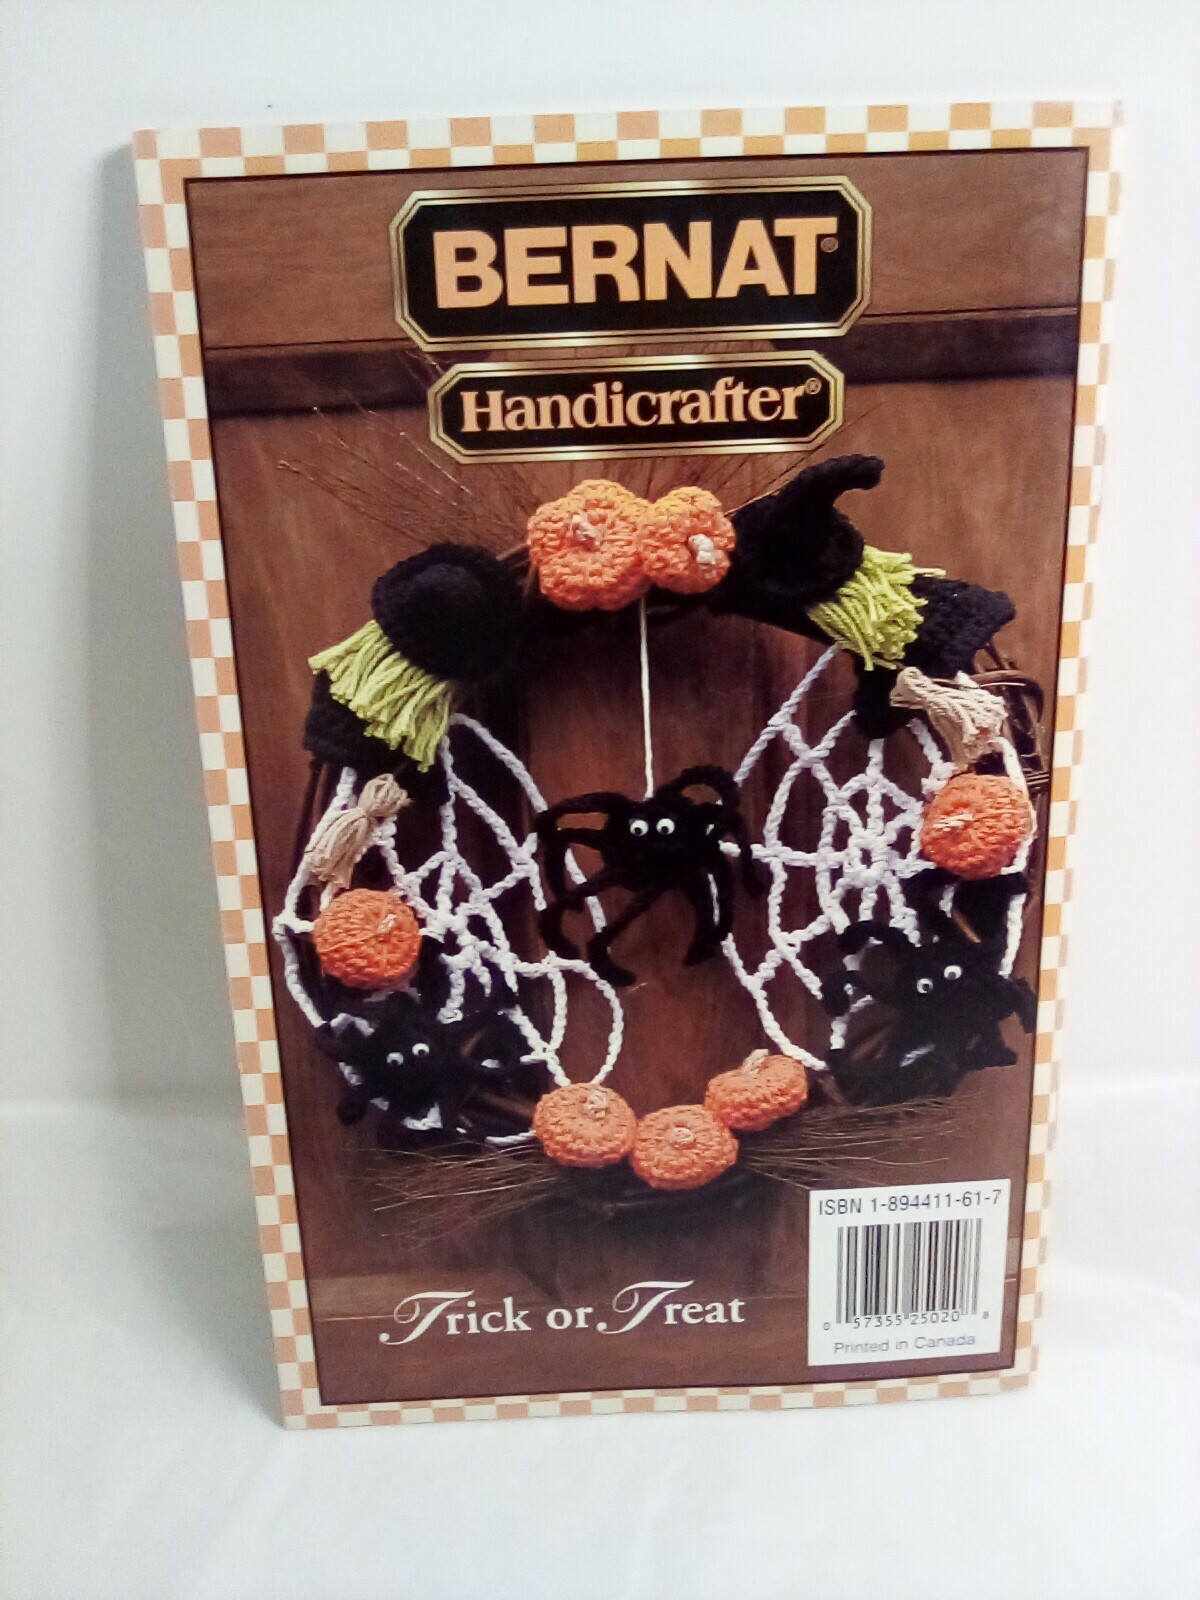 BERNAT®
Handicrafter®
Trick or Treat
ISBN 1-894411-61-7
0 57355 25020 8
Printed in Canada